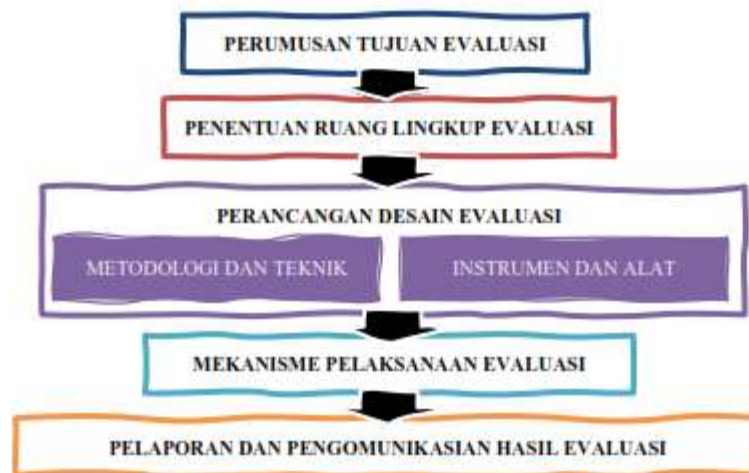 PERUMUSAN TUJUAN EVALUASI
PENENTUAN RUANG LINGKUP EVALUASI
PERANCANGAN DESAIN EVALUASI
METODOLOGI DAN TEKNIK
INSTRUMEN DAN ALAT
MEKANISME PELAKSANAAN EVALUASI
PELAPORAN DAN PENGOMUNIKASIAN HASIL EVALUASI